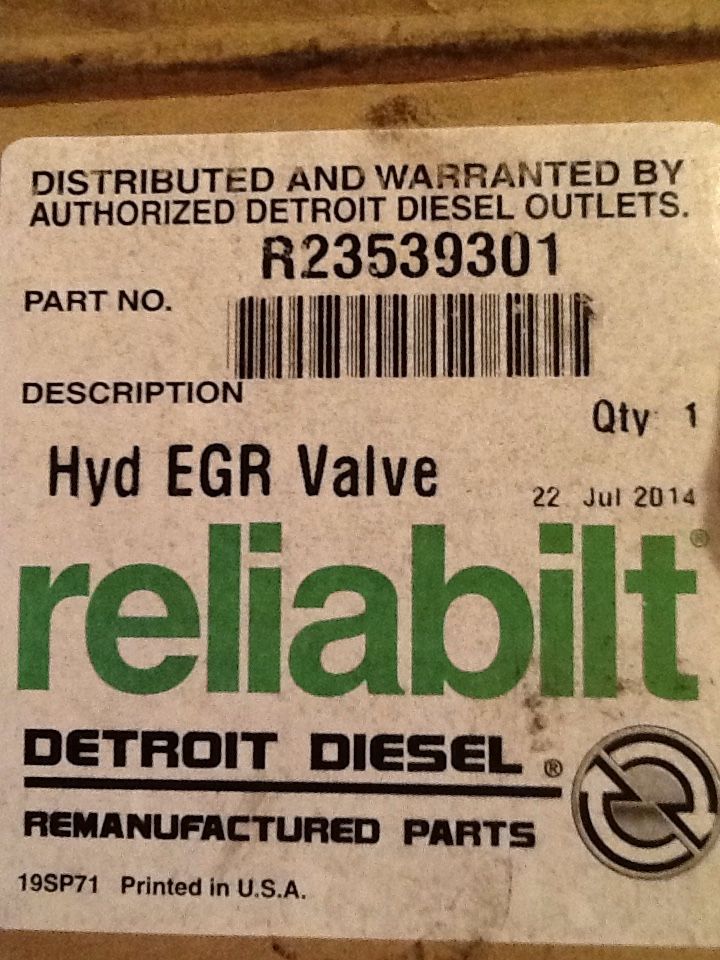 DISTRIBUTED AND WARRANTED BY
AUTHORIZED DETROIT DIESEL OUTLETS.
R23539301
PART NO.
DESCRIPTION
Qty 1
Hyd EGR Valve
22 Jul 2014
reliabilt®
DETROIT DIESEL®
REMANUFACTURED PARTS
19SP71 Printed in U.S.A.